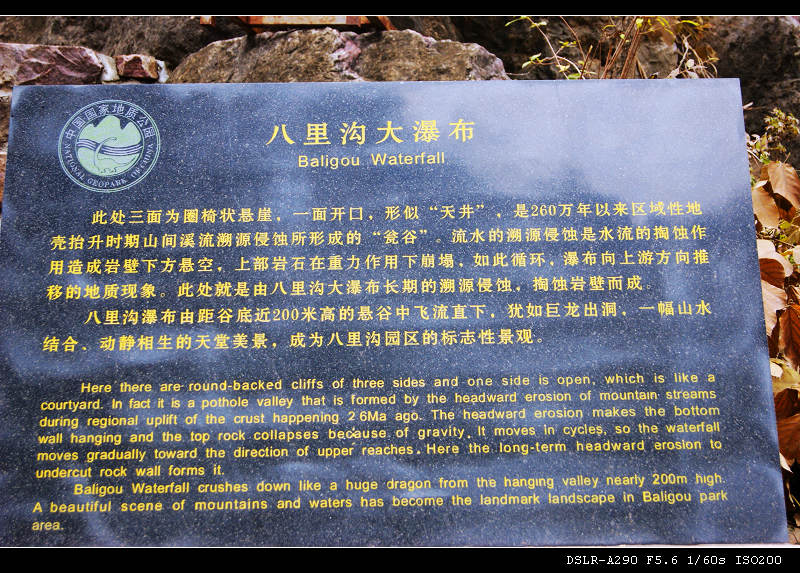 中国国家地质公园
NATIONAL GEOPARK OF CHINA
八里沟大瀑布
Baligou Waterfall
此处三面为圈椅状悬崖，一面开口，形似“天井”，是260万年以来区域性地
壳抬升时期山间溪流溯源侵蚀所形成的“瓮谷”。流水的溯源侵蚀是水流的掏蚀作
用造成岩壁下方悬空，上部岩石在重力作用下崩塌，如此循环，瀑布向上游方向推
移的地质现象。此处就是由八里沟大瀑布长期的溯源侵蚀，掏蚀岩壁而成。
八里沟瀑布由距谷底近200米高的悬谷中飞流直下，犹如巨龙出洞，一幅山水
结合、动静相生的天堂美景，成为八里沟园区的标志性景观。
Here there are round-backed cliffs of three sides and one side is open, which is like a
courtyard. In fact it is a pothole valley that is formed by the headward erosion of mountain streams
during regional uplift of the crust happening 2.6Ma ago. The headward erosion makes the bottom
wall hanging and the top rock collapses because of gravity. It moves in cycles, so the waterfall
moves gradually toward the direction of upper reaches. Here the long-term headward erosion to
undercut rock wall forms it.
Baligou Waterfall crushes down like a huge dragon from the hanging valley nearly 200m high.
A beautiful scene of mountains and waters has become the landmark landscape in Baligou park
area.
DSLR-A290 F5.6 1/60s ISO200